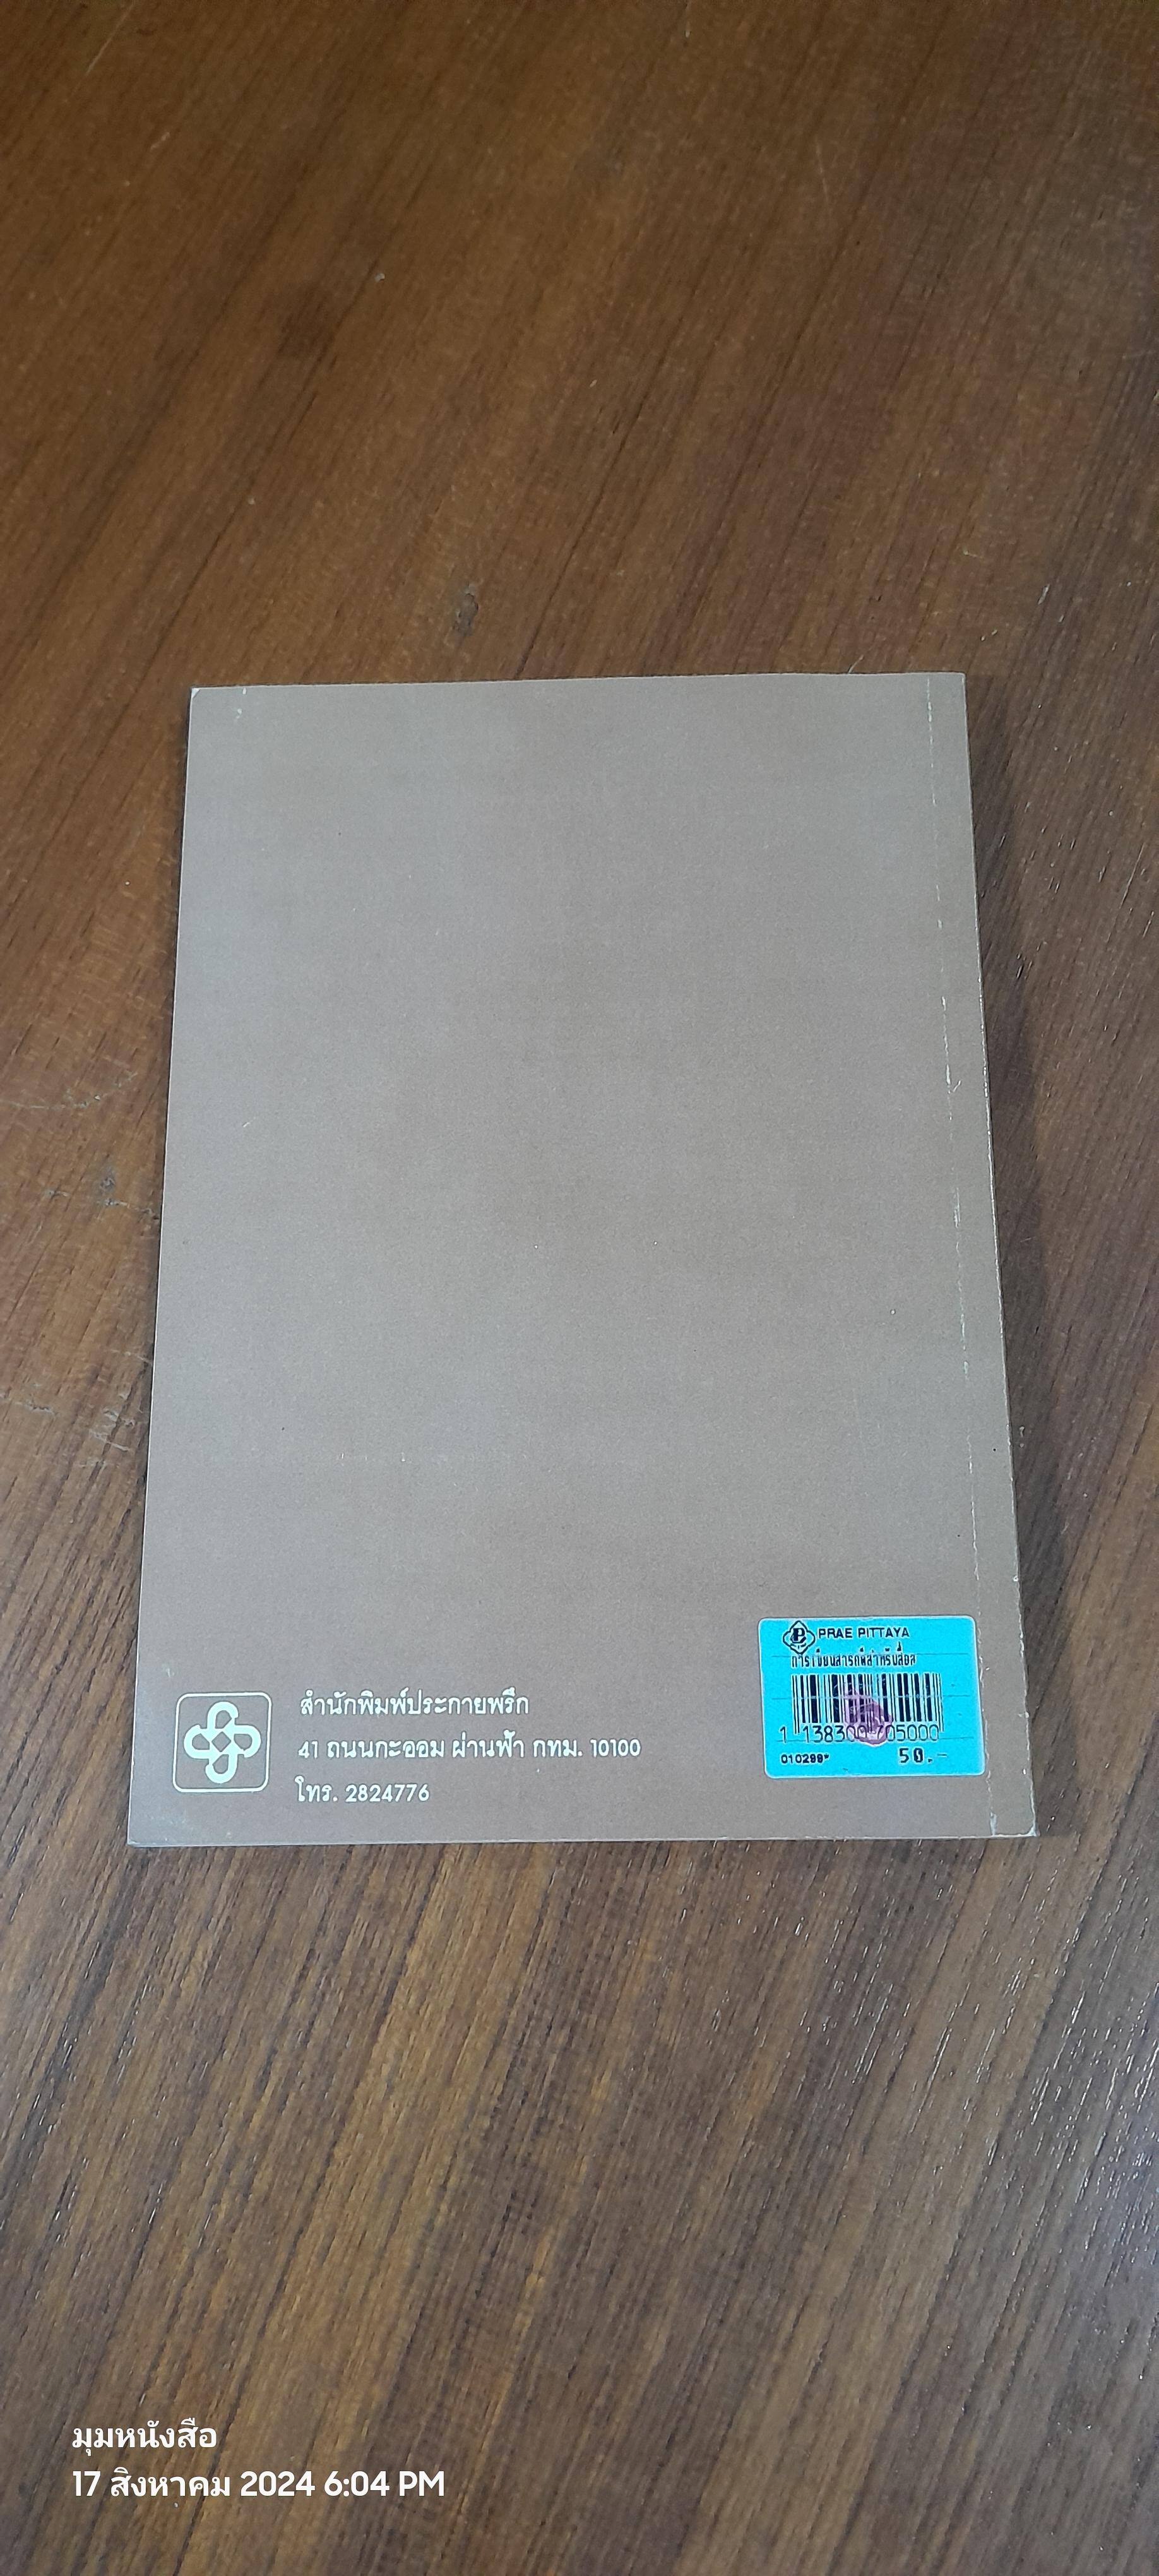 PRAE PITTAYA
การเขียนสารคดีสำหรับสื่อส
1 138300 705000
010299* 50.-
สำนักพิมพ์ประกายพรึก
41 ถนนกะออม ผ่านฟ้า กทม. 10100
โทร. 2824776
มุมหนังสือ
17 สิงหาคม 2024 6:04 PM